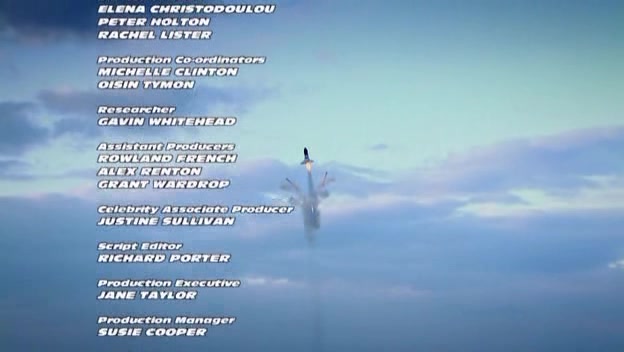 ELENA CHRISTODOULOU
PETER HOLTON
RACHEL LISTER
Production Co-ordinators
MICHELLE CLINTON
OISIN TYMON
Researcher
GAVIN WHITEHEAD
Assistant Producers
ROWLAND FRENCH
ALEX RENTON
GRANT WARDROP
Celebrity Associate Producer
JUSTINE SULLIVAN
Script Editor
RICHARD PORTER
Production Executive
JANE TAYLOR
Production Manager
SUSIE COOPER